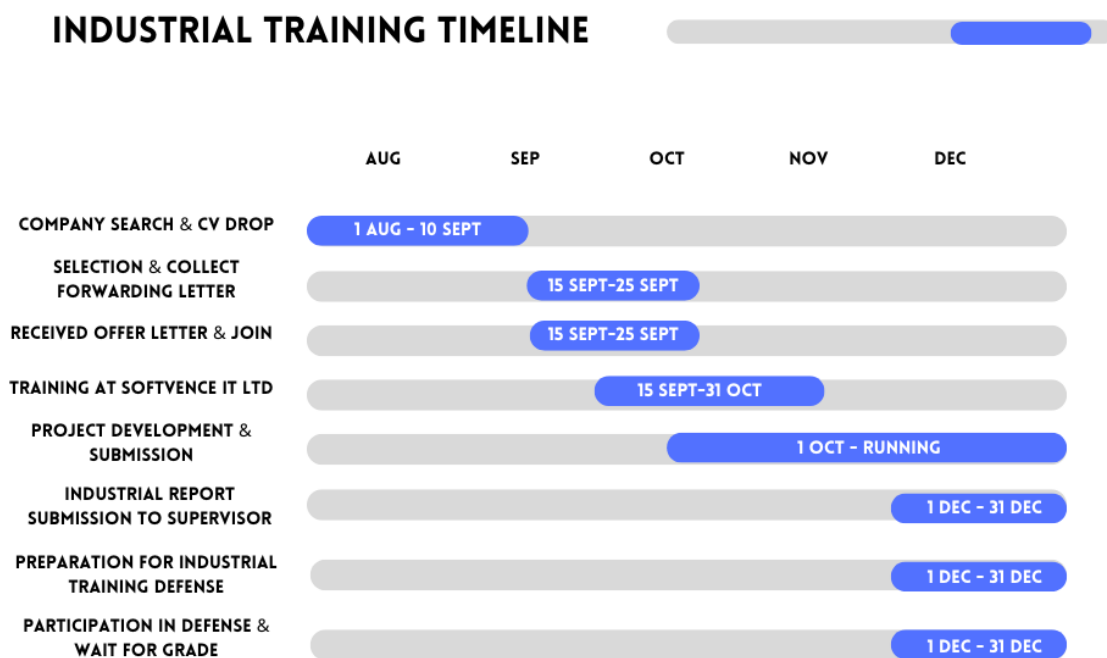 INDUSTRIAL TRAINING TIMELINE
AUG SEP OCT NOV DEC
COMPANY SEARCH & CV DROP
1 AUG - 10 SEPT
SELECTION & COLLECT
FORWARDING LETTER
15 SEPT-25 SEPT
RECEIVED OFFER LETTER & JOIN
15 SEPT-25 SEPT
TRAINING AT SOFTVENCE IT LTD
15 SEPT-31 OCT
PROJECT DEVELOPMENT &
SUBMISSION
1 OCT - RUNNING
INDUSTRIAL REPORT
SUBMISSION TO SUPERVISOR
1 DEC - 31 DEC
PREPARATION FOR INDUSTRIAL
TRAINING DEFENSE
1 DEC - 31 DEC
PARTICIPATION IN DEFENSE &
WAIT FOR GRADE
1 DEC - 31 DEC